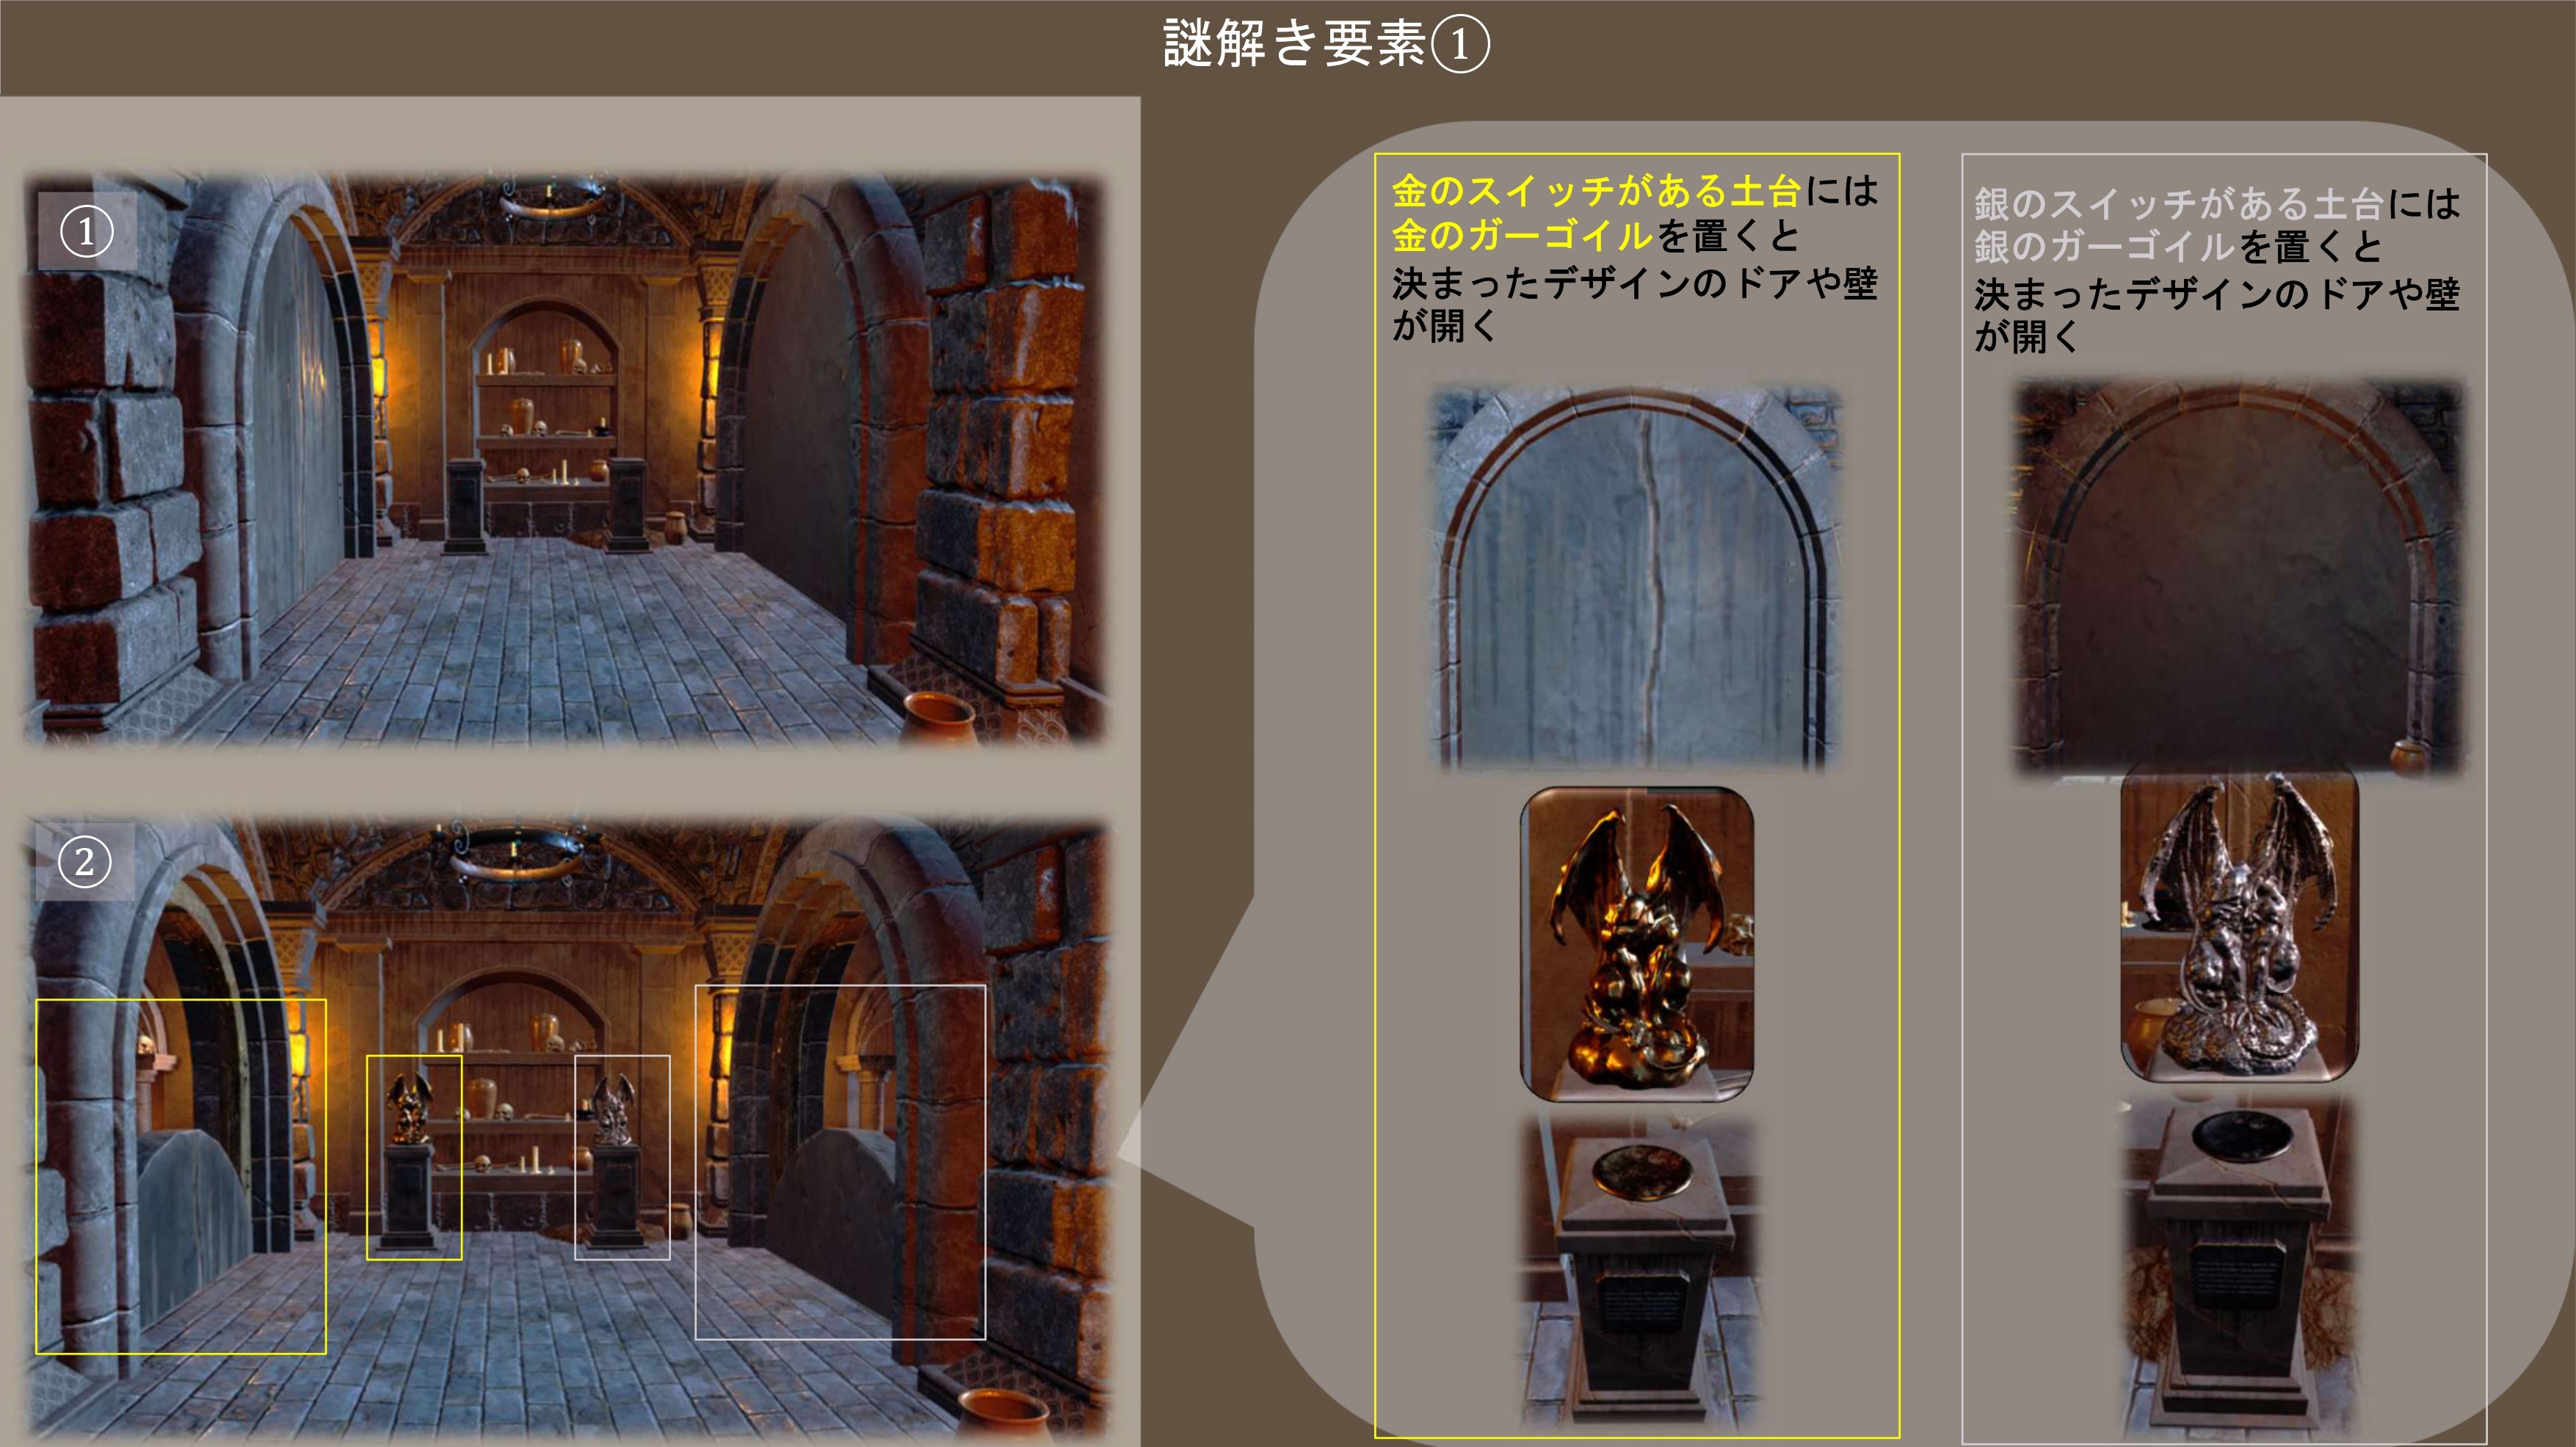 謎解き要素①
①
②
金のスイッチがある土台には
金のガーゴイルを置くと
決まったデザインのドアや壁
が開く
銀のスイッチがある土台には
銀のガーゴイルを置くと
決まったデザインのドアや壁
が開く